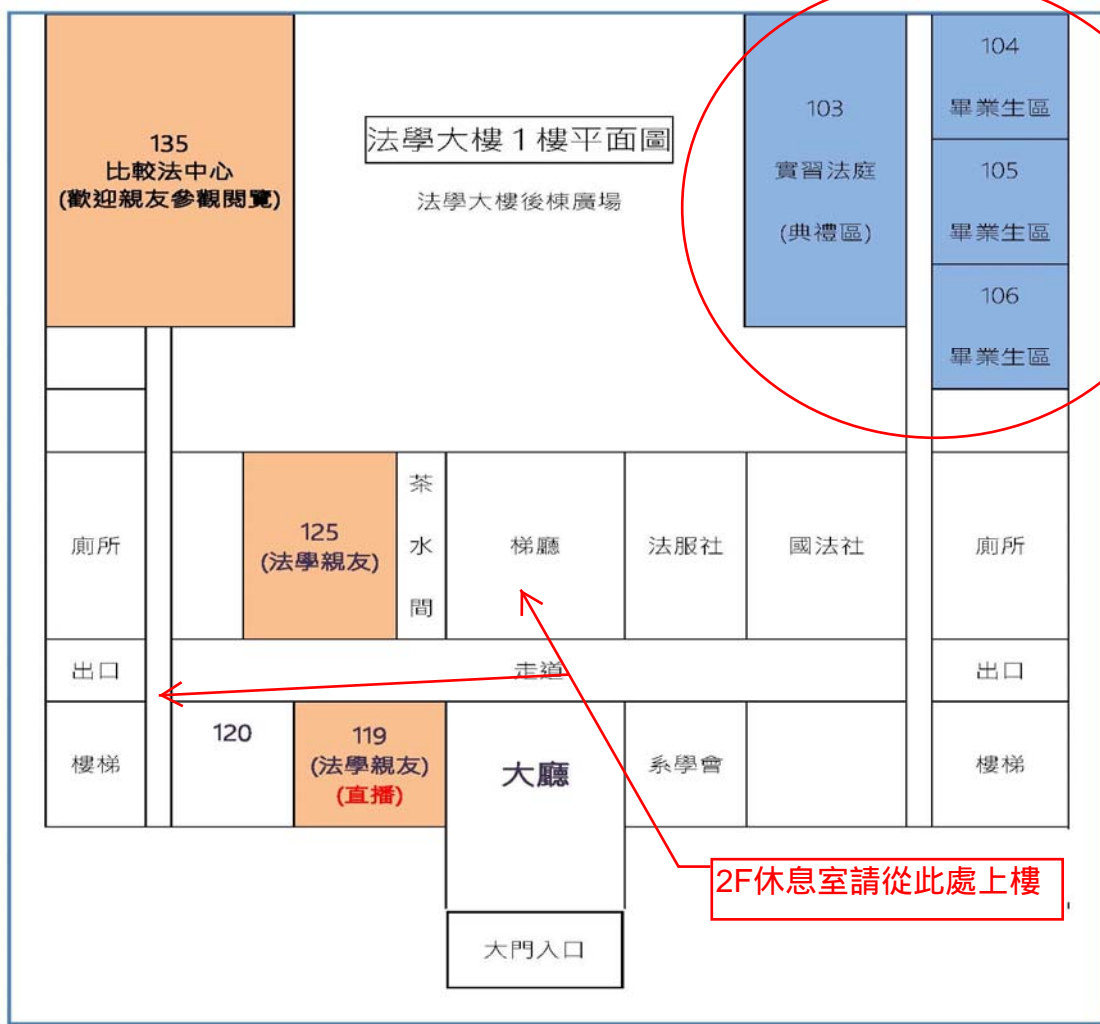 135
比較法中心
(歡迎親友參觀閱覽)
法學大樓1樓平面圖
法學大樓後棟廣場
103
實習法庭
(典禮區)
104
畢業生區
105
畢業生區
106
畢業生區
廁所
125
(法學親友)
茶
水
間
梯廳
法服社
國法社
廁所
出口
走道
出口
樓梯
120
119
(法學親友)
(直播)
大廳
系學會
樓梯
2F休息室請從此處上樓
大門入口